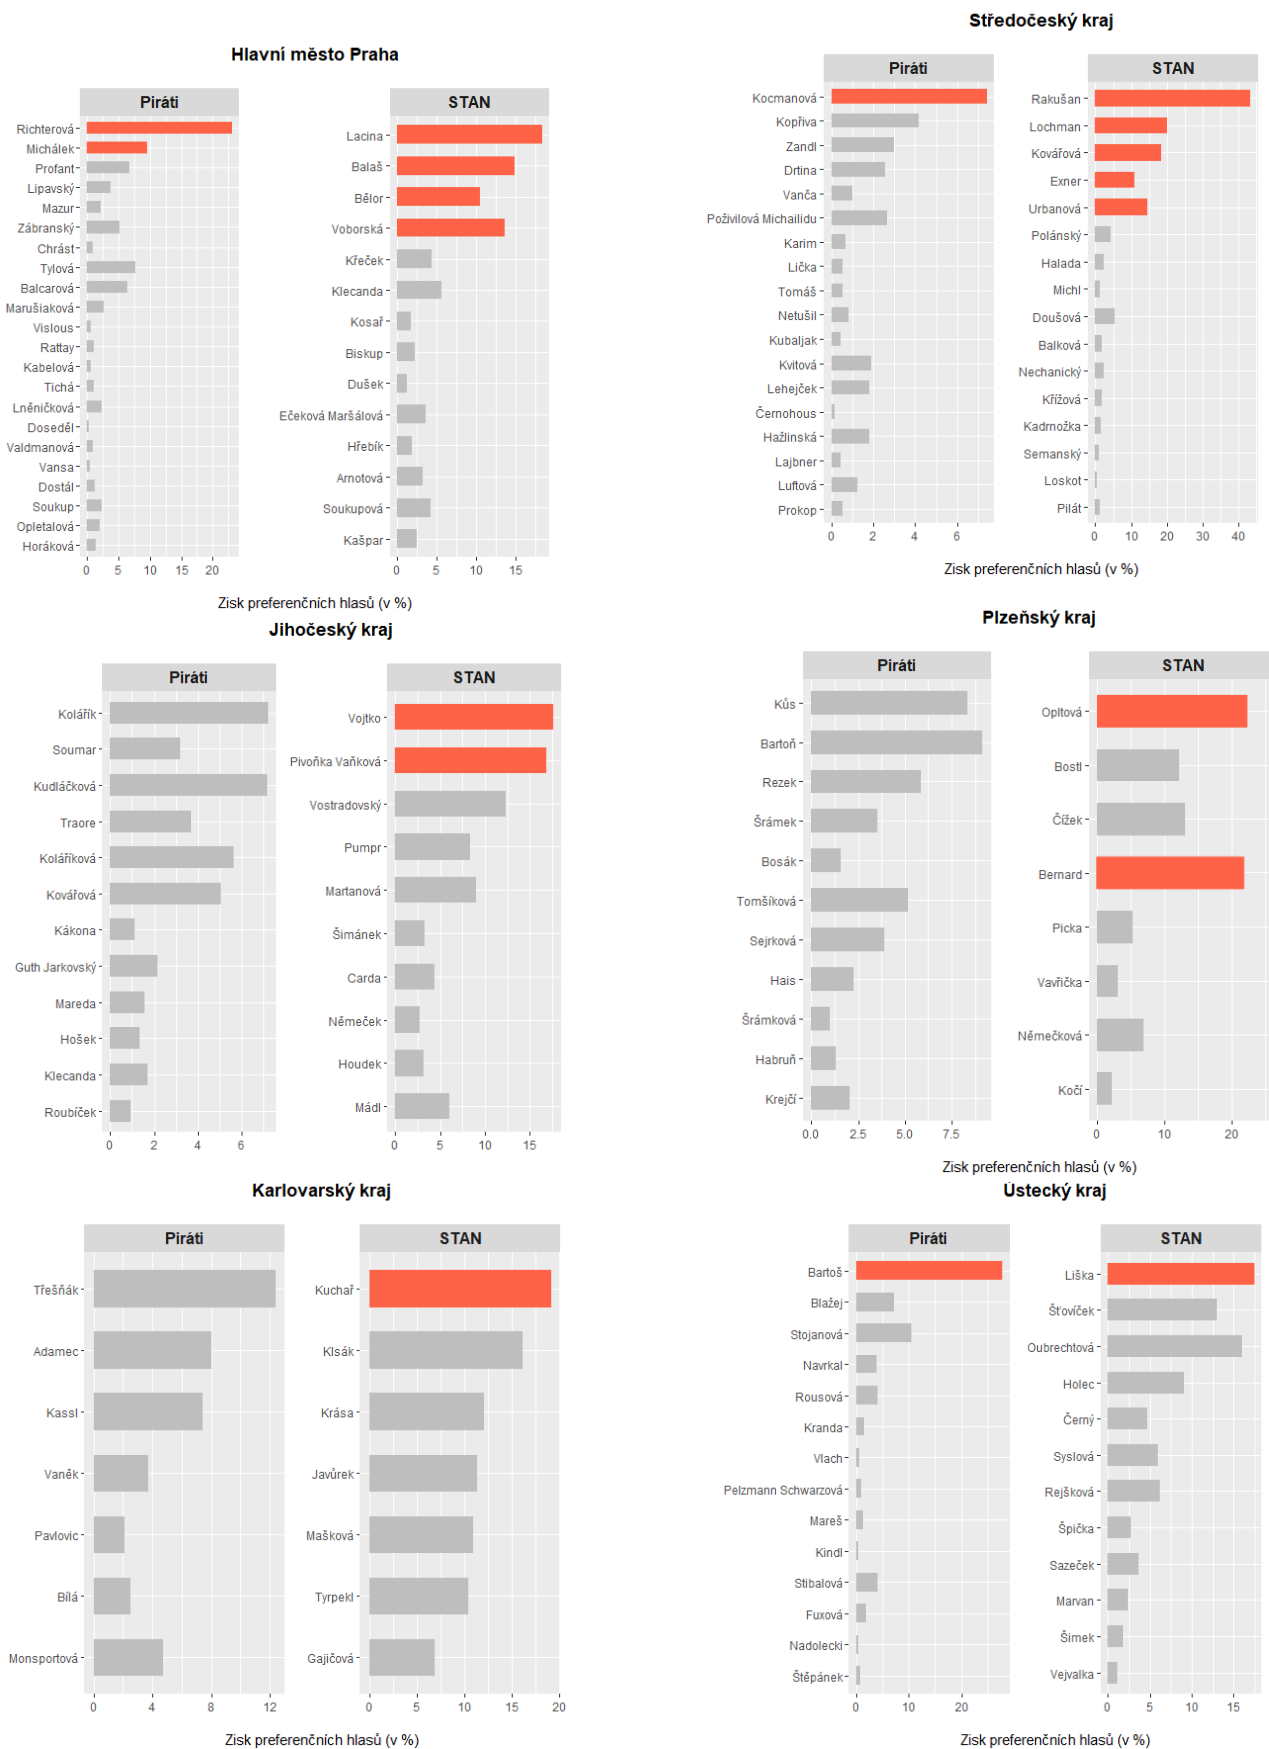 Hlavní město Praha
Piráti
Richterová
Michálek
Profant
Lipavský
Mazur
Zábranský
Chrást
Tylová
Balcarová
Marušiaková
Vislous
Rattay
Kabelová
Tichá
Lněničková
Doseděl
Valdmanová
Vansa
Dostál
Soukup
Opletalová
Horáková
0 5 10 15 20
STAN
Lacina
Balaš
Bělor
Voborská
Křeček
Klecanda
Kosař
Biskup
Dušek
Ečeková Maršálová
Hřebík
Arnotová
Soukupová
Kašpar
0 5 10 15
Zisk preferenčních hlasů (v %)
Středočeský kraj
Piráti
Kocmanová
Kopřiva
Zandl
Drtina
Vanča
Poživilová Michailidu
Karim
Lička
Tomáš
Netušil
Kubaljak
Kvítová
Lehejček
Černohous
Hažlinská
Lajbner
Luftová
Prokop
0 2 4 6
STAN
Rakušan
Lochman
Kovářová
Exner
Urbanová
Polánský
Halada
Michl
Doušová
Balková
Nechanický
Křížová
Kadrnožka
Semanský
Loskot
Pilát
0 10 20 30 40
Zisk preferenčních hlasů (v %)
Jihočeský kraj
Piráti
Kolářík
Soumar
Kudláčková
Traore
Koláříková
Kovářová
Kákona
Guth Jarkovský
Mareda
Hošek
Klecanda
Roubíček
0 2 4 6
STAN
Vojtko
Pivoňka Vaňková
Vostradovský
Pumpr
Martanová
Šimánek
Carda
Němeček
Houdek
Mádl
0 5 10 15
Plzeňský kraj
Piráti
Kůs
Bartoň
Rezek
Šrámek
Bosák
Tomšíková
Sejrková
Hais
Šrámková
Habruň
Krejčí
0.0 2.5 5.0 7.5
STAN
Opltová
Bostl
Čížek
Bernard
Picka
Vavřička
Němečková
Kočí
0 10 20
Zisk preferenčních hlasů (v %)
Karlovarský kraj
Piráti
Třešňák
Adamec
Kassl
Vaněk
Pavlovic
Bílá
Monsportová
0 4 8 12
STAN
Kuchař
Klsák
Krása
Javůrek
Mašková
Tyrpekl
Gajičová
0 5 10 15 20
Zisk preferenčních hlasů (v %)
Ústecký kraj
Piráti
Bartoš
Blažej
Stojanová
Navrkal
Rousová
Kranda
Vlach
Pelzmann Schwarzová
Mareš
Kindl
Stibalová
Fuxová
Nadolecki
Štěpánek
0 10 20
STAN
Liška
Šťovíček
Oubrechtová
Holec
Černý
Syslová
Rejšková
Špička
Sazeček
Marvan
Šimek
Vejvalka
0 5 10 15
Zisk preferenčních hlasů (v %)